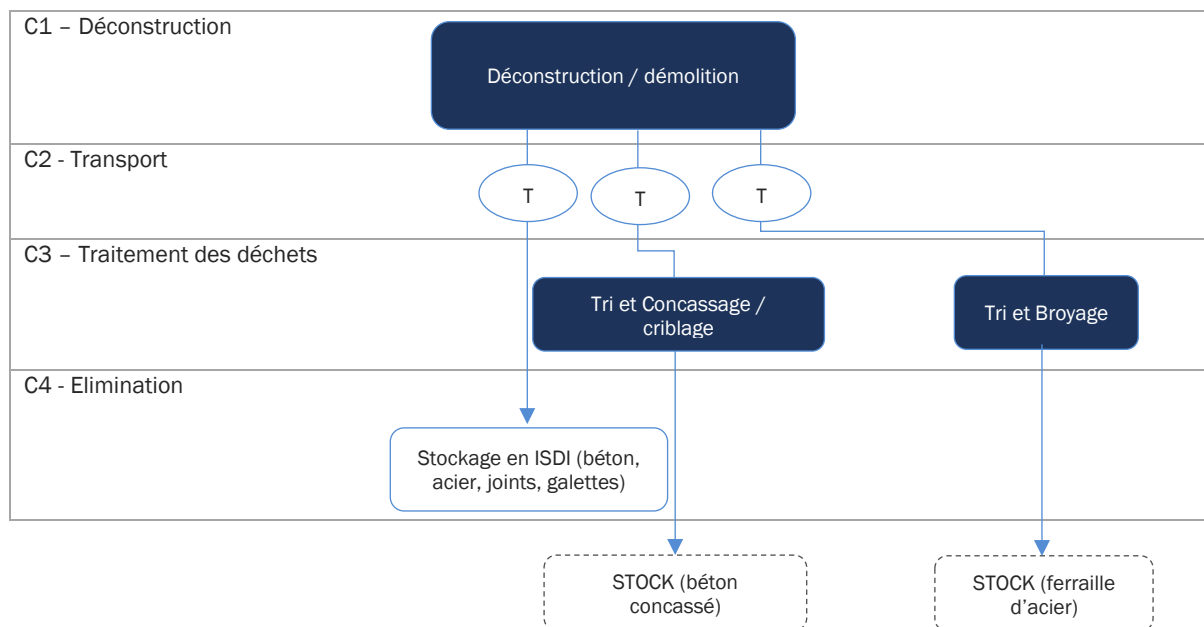 C1 – Déconstruction
Déconstruction / démolition
C2 - Transport
T
T
T
C3 – Traitement des déchets
Tri et Concassage /
criblage
Tri et Broyage
C4 - Elimination
Stockage en ISDI (béton,
acier, joints, galettes)
STOCK (béton
concassé)
STOCK (ferraille
d’acier)